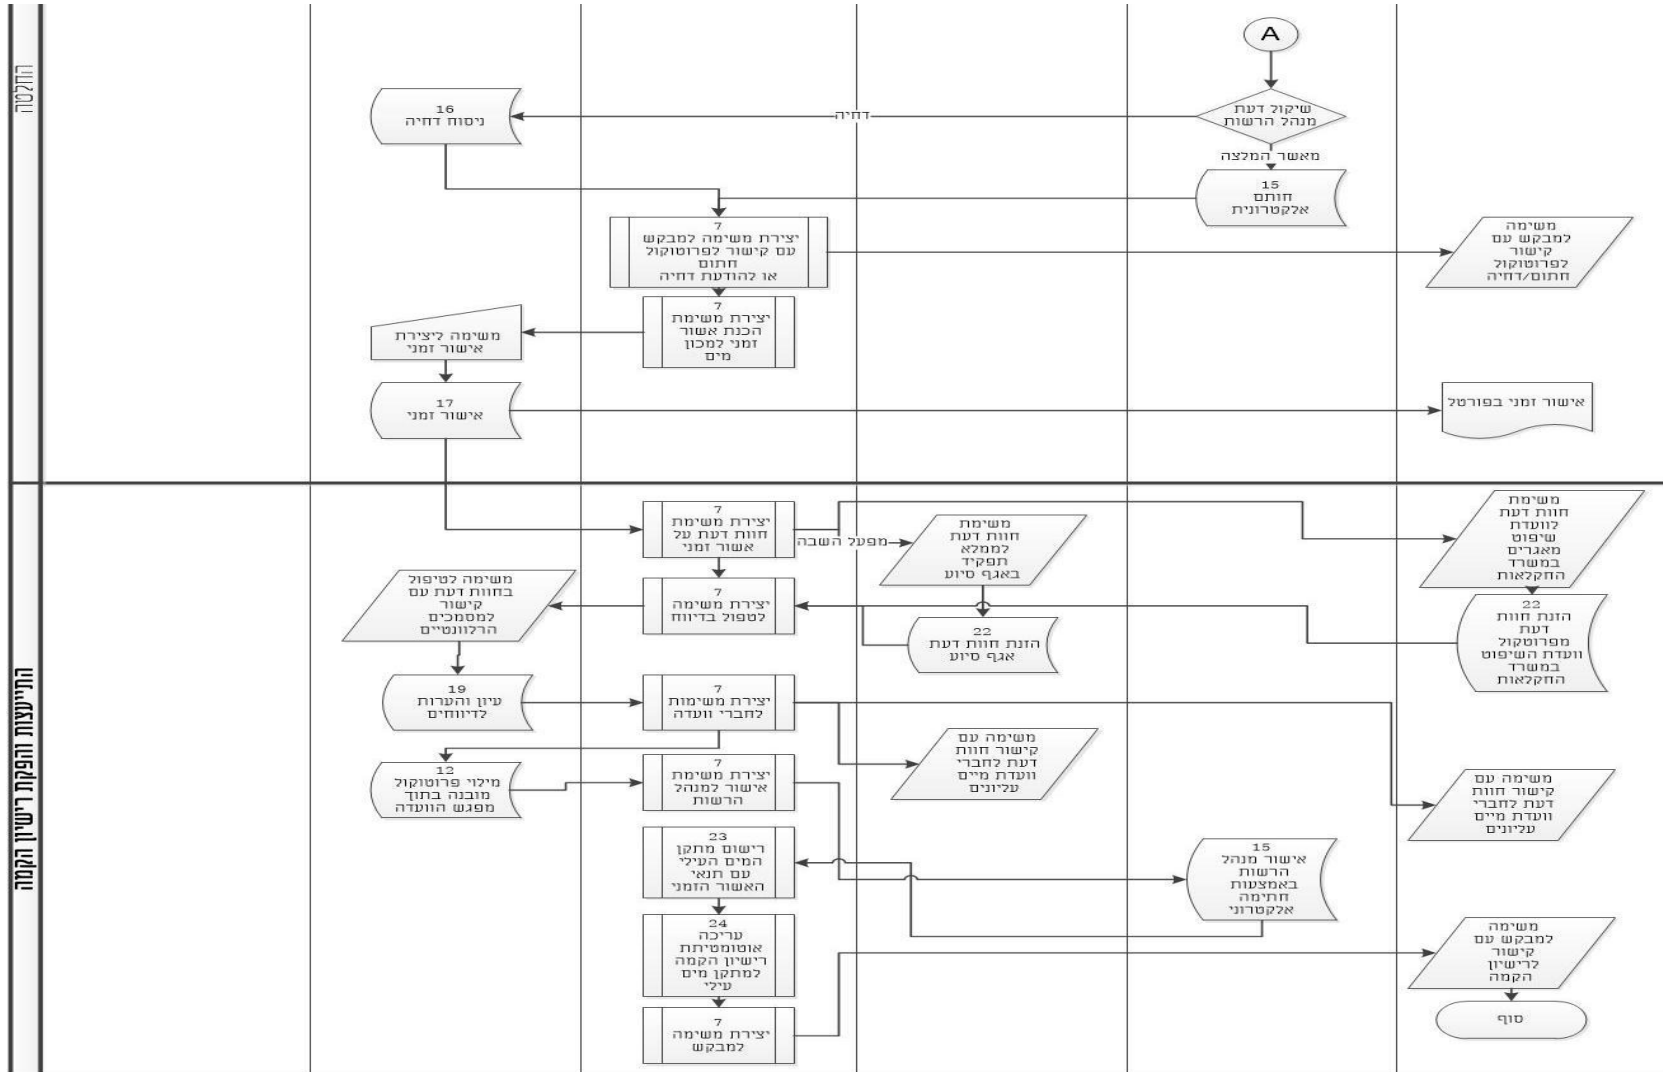 החלטה
A
שיקול דעת
מנהל הרשות
דחיה
16
ניסוח דחיה
מאשר המלצה
15
חותם
אלקטרונית
7
יצירת משימה למבקש
עם קישור לפרוטוקול
חתום
או להודעת דחיה
משימה
למבקש עם
קישור
לפרוטוקול
חתום/דחיה
7
יצירת משימת
הכנת אשור
זמני למכון
מים
משימה ליצירת
אישור זמני
17
אישור זמני
אישור זמני בפורטל
התייעצות והפקת רישיון הקמה
7
יצירת משימת
חוות דעת על
אשור זמני
מפעל השבה
משימת
חוות דעת
לממלא
תפקיד
באגף סיוע
משימת
חוות דעת
לוועדת
שיפוט
מאגרים
במשרד
החקלאות
7
יצירת משימה
לטפול בדיווח
משימה לטיפול
בחוות דעת עם
קישור
למסמכים
הרלוונטיים
22
הזנת חוות דעת
אגף סיוע
22
הזנת חוות
דעת
מפרוטקול
וועדת השיפוט
במשרד
החקלאות
19
עיון והערות
לדיווחים
7
יצירת משימות
לחברי וועדה
משימה עם
קישור חוות
דעת לחברי
וועדת מיים
עליונים
משימה עם
קישור חוות
דעת לחברי
וועדת מיים
עליונים
12
מילוי פרוטוקול
מובנה בתוך
מפגש הוועדה
7
יצירת משימת
אישור למנהל
הרשות
15
אישור מנהל
הרשות
באמצעות
חתימה
אלקטרוני
23
רישום מתקן
המים העילי
עם תנאי
האשור הזמני
24
עריכה
אוטומטיתת
רישיון הקמה
למתקן מים
עילי
7
יצירת משימה
למבקש
משימה
למבקש עם
קישור
לרישיון
הקמה
סוף